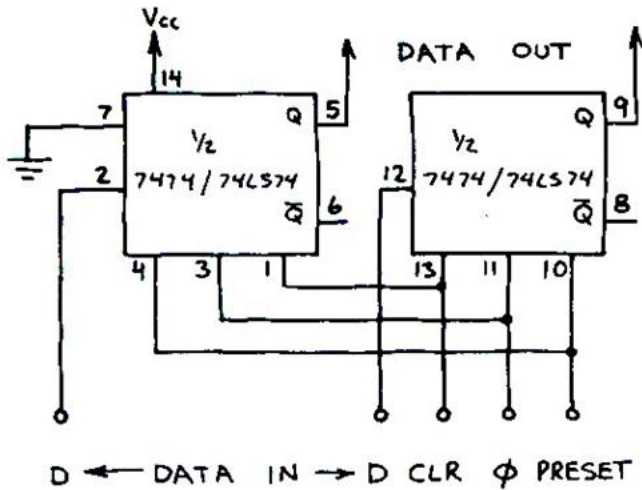 Vcc
DATA OUT
14
7
Q
5
Q
9
1/2
1/2
2
7474/74LS74
12
7474/74LS74
Q̅
6
Q̅
8
4
3
1
13
11
10
D ← DATA IN → D CLR ϕ PRESET